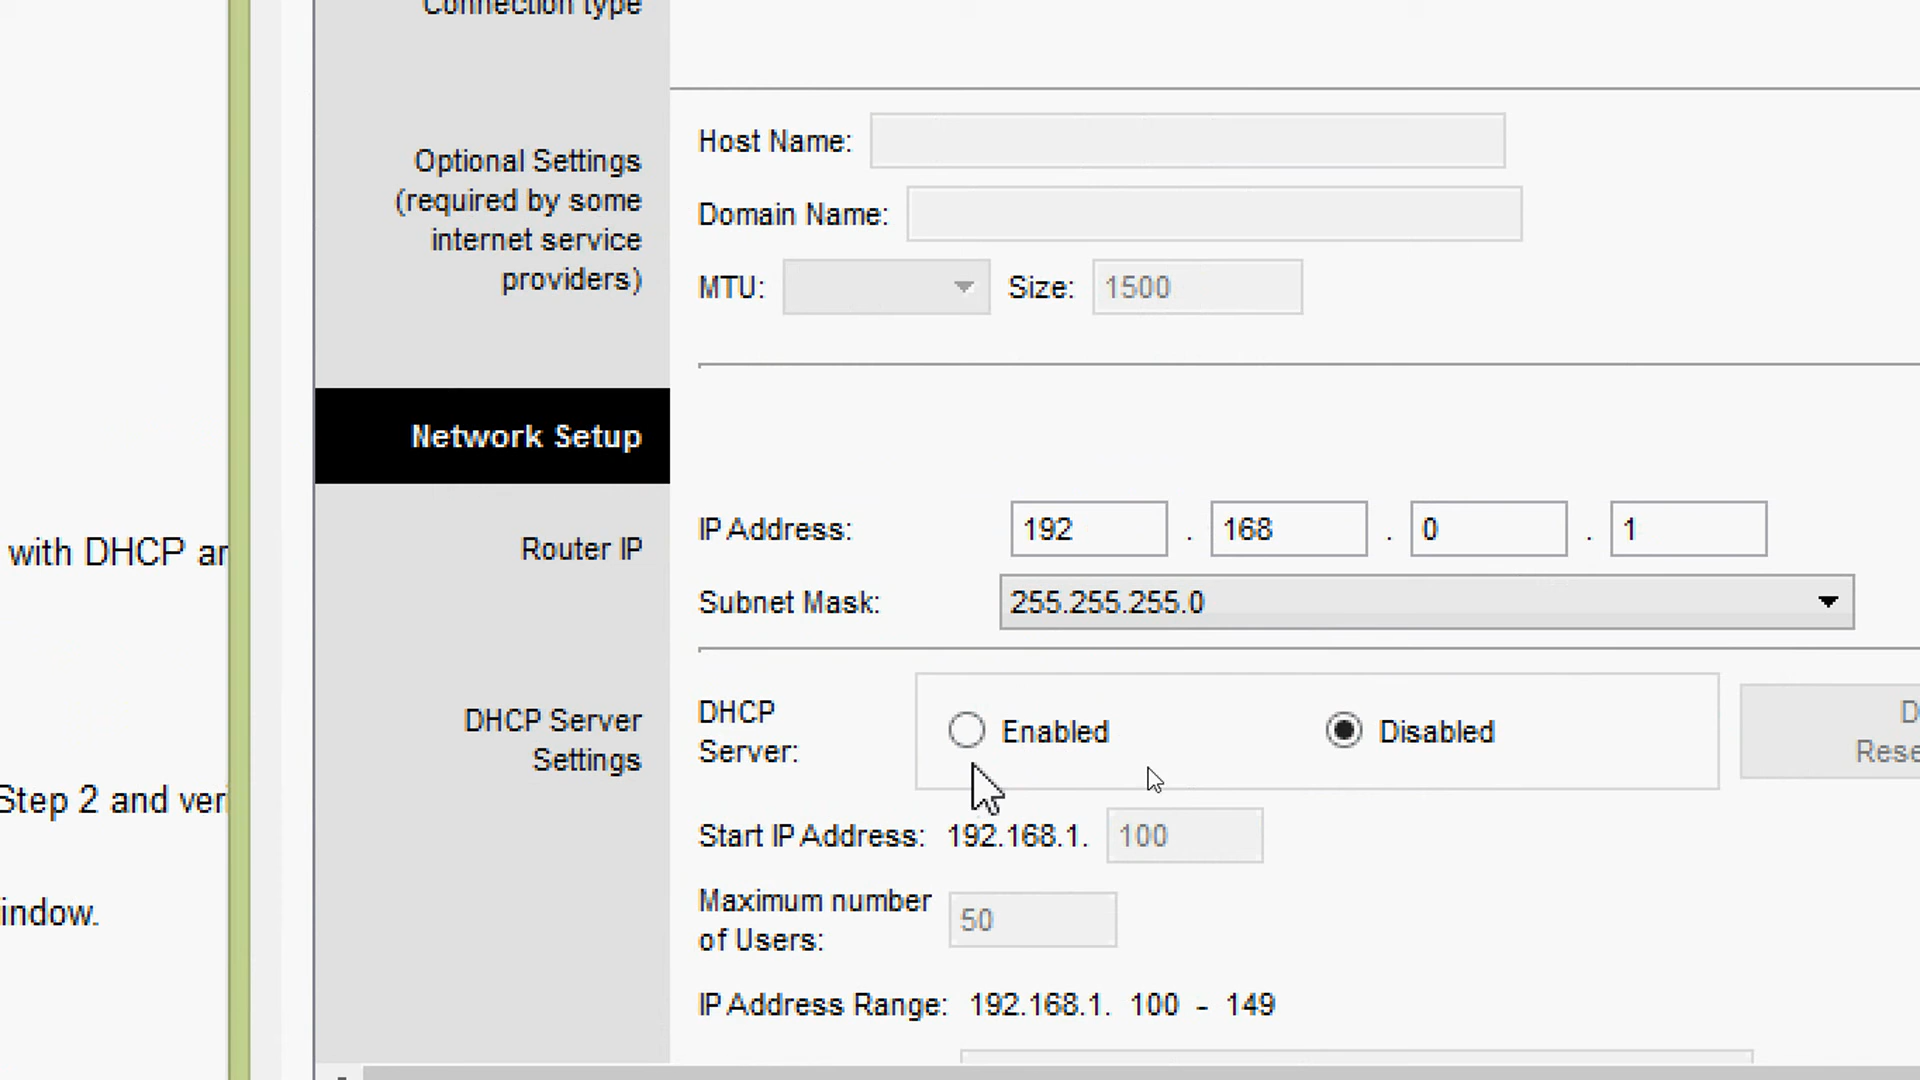 Connection type
Optional Settings
(required by some
internet service
providers)
Host Name:
Domain Name:
MTU: Size: 1500
Network Setup
Router IP
IP Address: 192 . 168 . 0 . 1
Subnet Mask: 255.255.255.0
DHCP Server
Settings
DHCP
Server:
Enabled Disabled
Start IP Address: 192.168.1. 100
Maximum number
of Users:
50
IP Address Range: 192.168.1. 100 - 149
with DHCP
Step 2 and